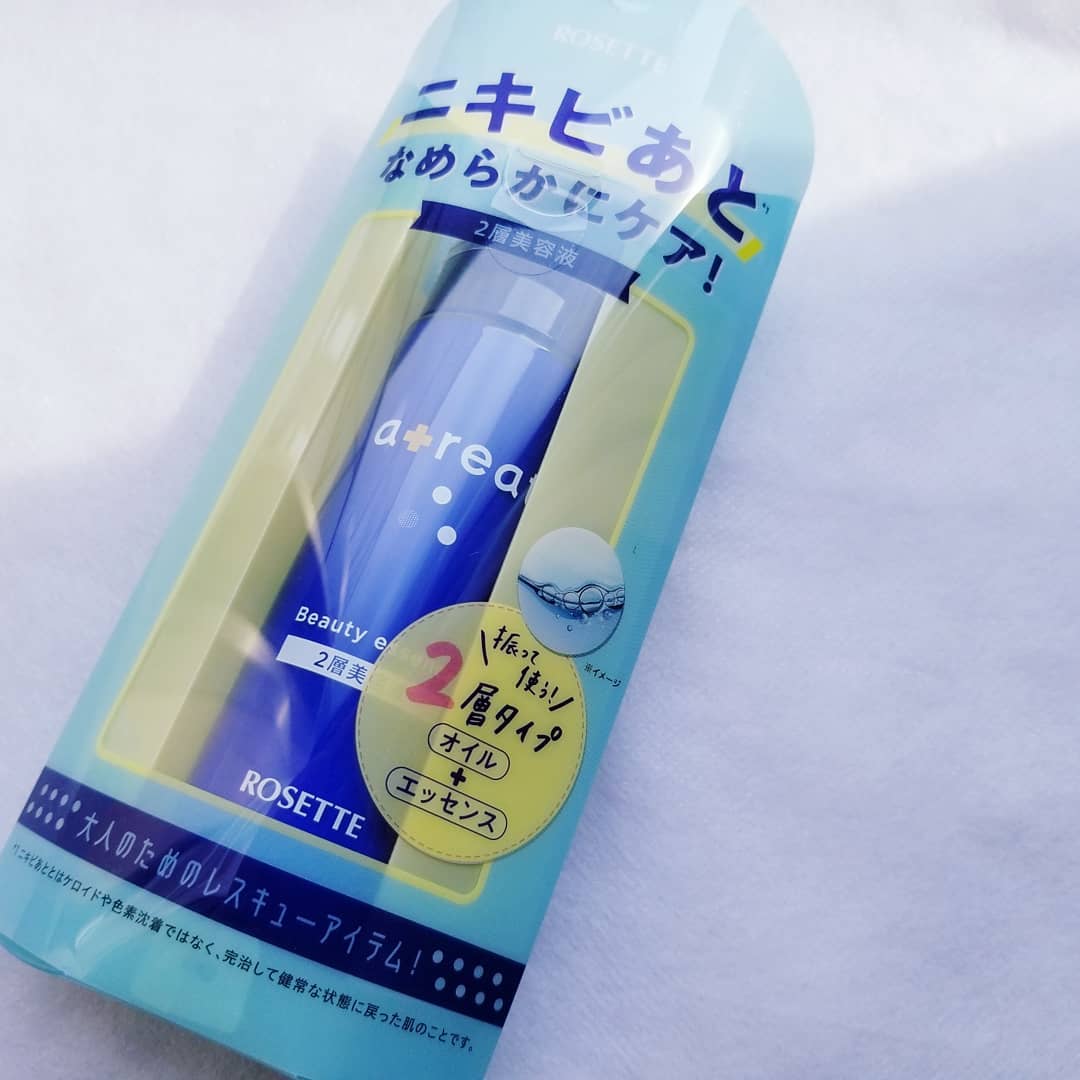 ROSETTE
ニキビあと*1
なめらかにケア!
2層美容液
a+reat
Beauty e
2層美
※イメージ
振って
使う!
2層タイプ
オイル
+
エッセンス
ROSETTE
大人のためのレスキューアイテム!
*1 ニキビあととはケロイドや色素沈着ではなく、完治して健常な状態に戻った肌のことです。